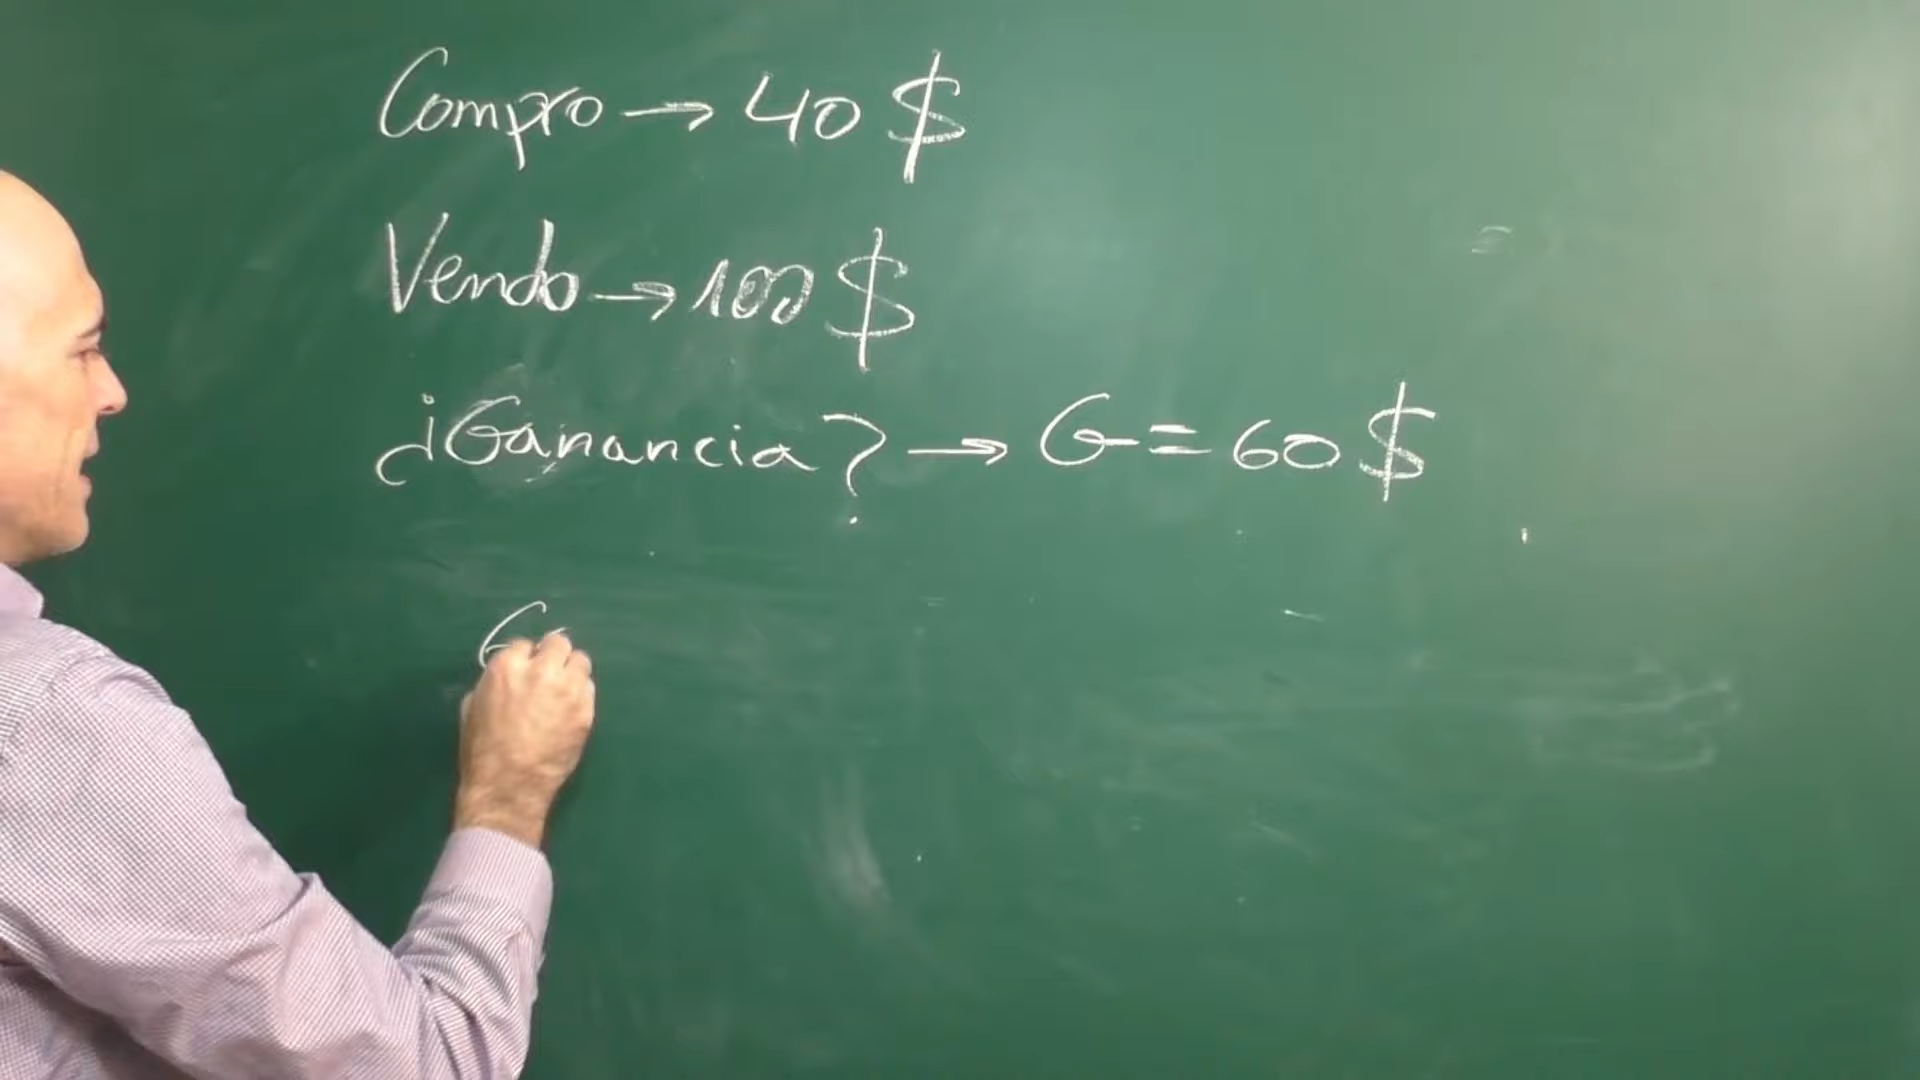 Compro → 40 $
Vendo → 100 $
¿Ganancia? → G = 60 $
G